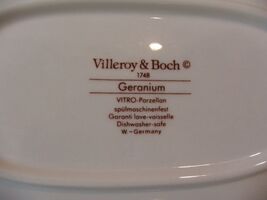 Villeroy & Boch ©
1748
Geranium
VITRO-Porzellan
spülmaschinenfest
Garanti lave-vaisselle
Dishwasher-safe
W.-Germany